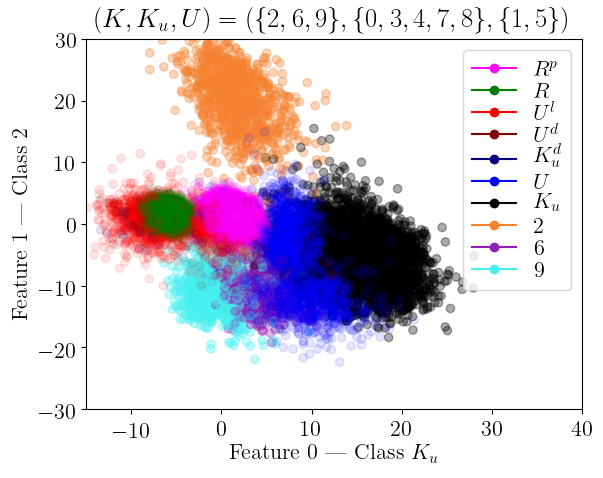 (K, K_u, U) = ({2, 6, 9}, {0, 3, 4, 7, 8}, {1, 5})
30
20
10
0
−10
−20
−30
Feature 1 — Class 2
R^p
R
U^l
U^d
K_u^d
U
K_u
2
6
9
−10
0
10
20
30
40
Feature 0 — Class K_u